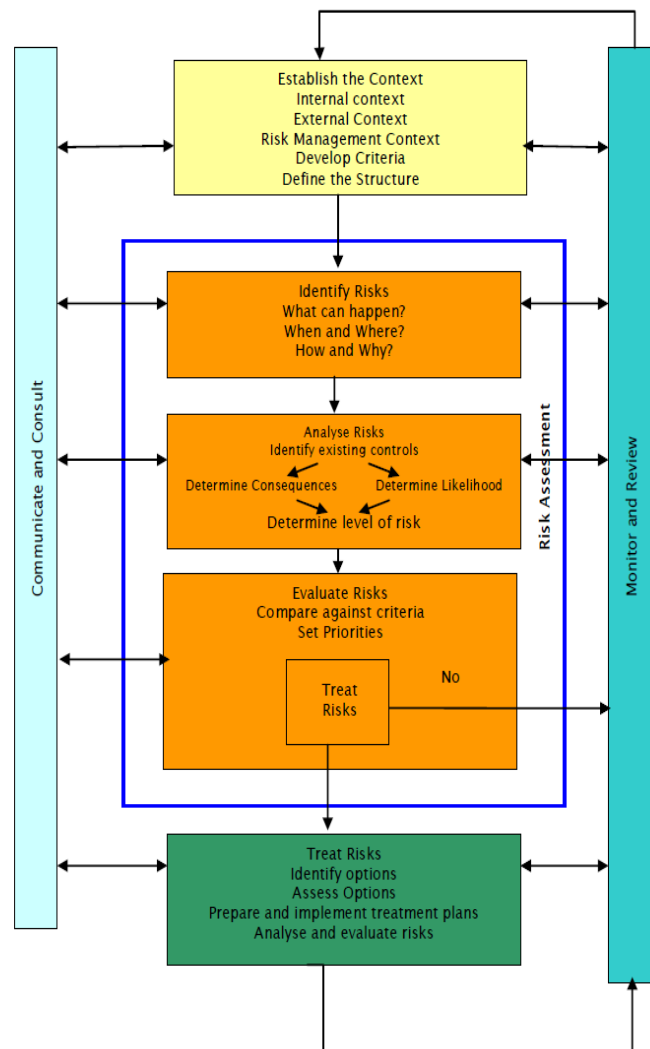 Establish the Context
Internal context
External Context
Risk Management Context
Develop Criteria
Define the Structure
Identify Risks
What can happen?
When and Where?
How and Why?
Analyse Risks
Identify existing controls
Determine Consequences
Determine Likelihood
Determine level of risk
Evaluate Risks
Compare against criteria
Set Priorities
Treat
Risks
No
Treat Risks
Identify options
Assess Options
Prepare and implement treatment plans
Analyse and evaluate risks
Communicate and Consult
Risk Assessment
Monitor and Review